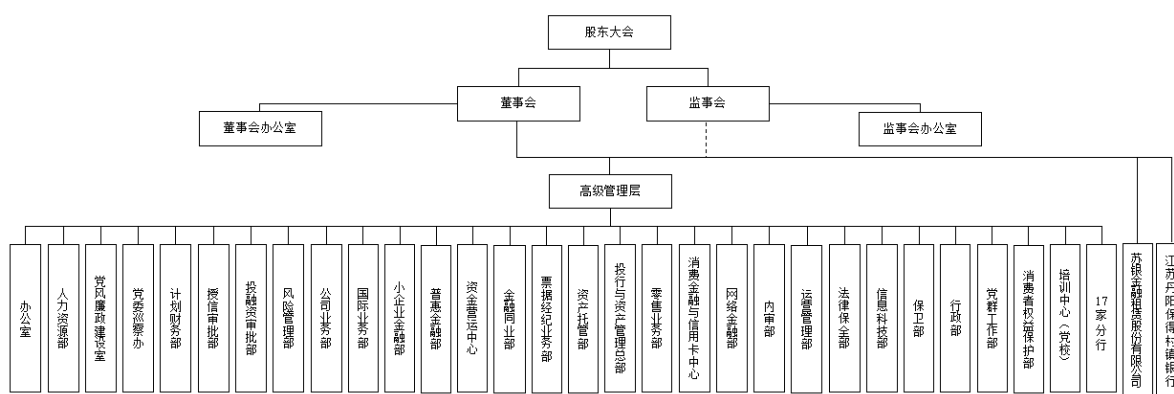 股东大会
董事会
监事会
董事会办公室
监事会办公室
高级管理层
办公室
人力资源部
党风廉政建设室
党委巡察办
计划财务部
授信审批部
投融资审批部
风险管理部
公司业务部
国际业务部
小企业金融部
普惠金融部
资金营运中心
金融同业部
票据经纪业务部
资产托管部
投行与资产管理总部
零售业务部
消费金融与信用卡中心
网络金融部
内审部
运营管理部
法律保全部
信息科技部
保卫部
行政部
党群工作部
消费者权益保护部
培训中心（党校）
17家分行
苏银金融租赁股份有限公司
江苏丹阳保得村镇银行